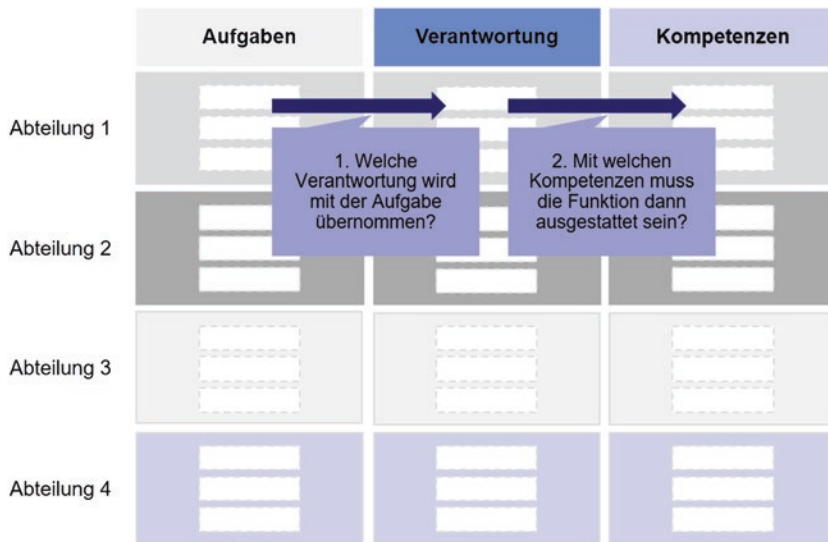 Aufgaben
Verantwortung
Kompetenzen
Abteilung 1
1. Welche
Verantwortung wird
mit der Aufgabe
übernommen?
2. Mit welchen
Kompetenzen muss
die Funktion dann
ausgestattet sein?
Abteilung 2
Abteilung 3
Abteilung 4